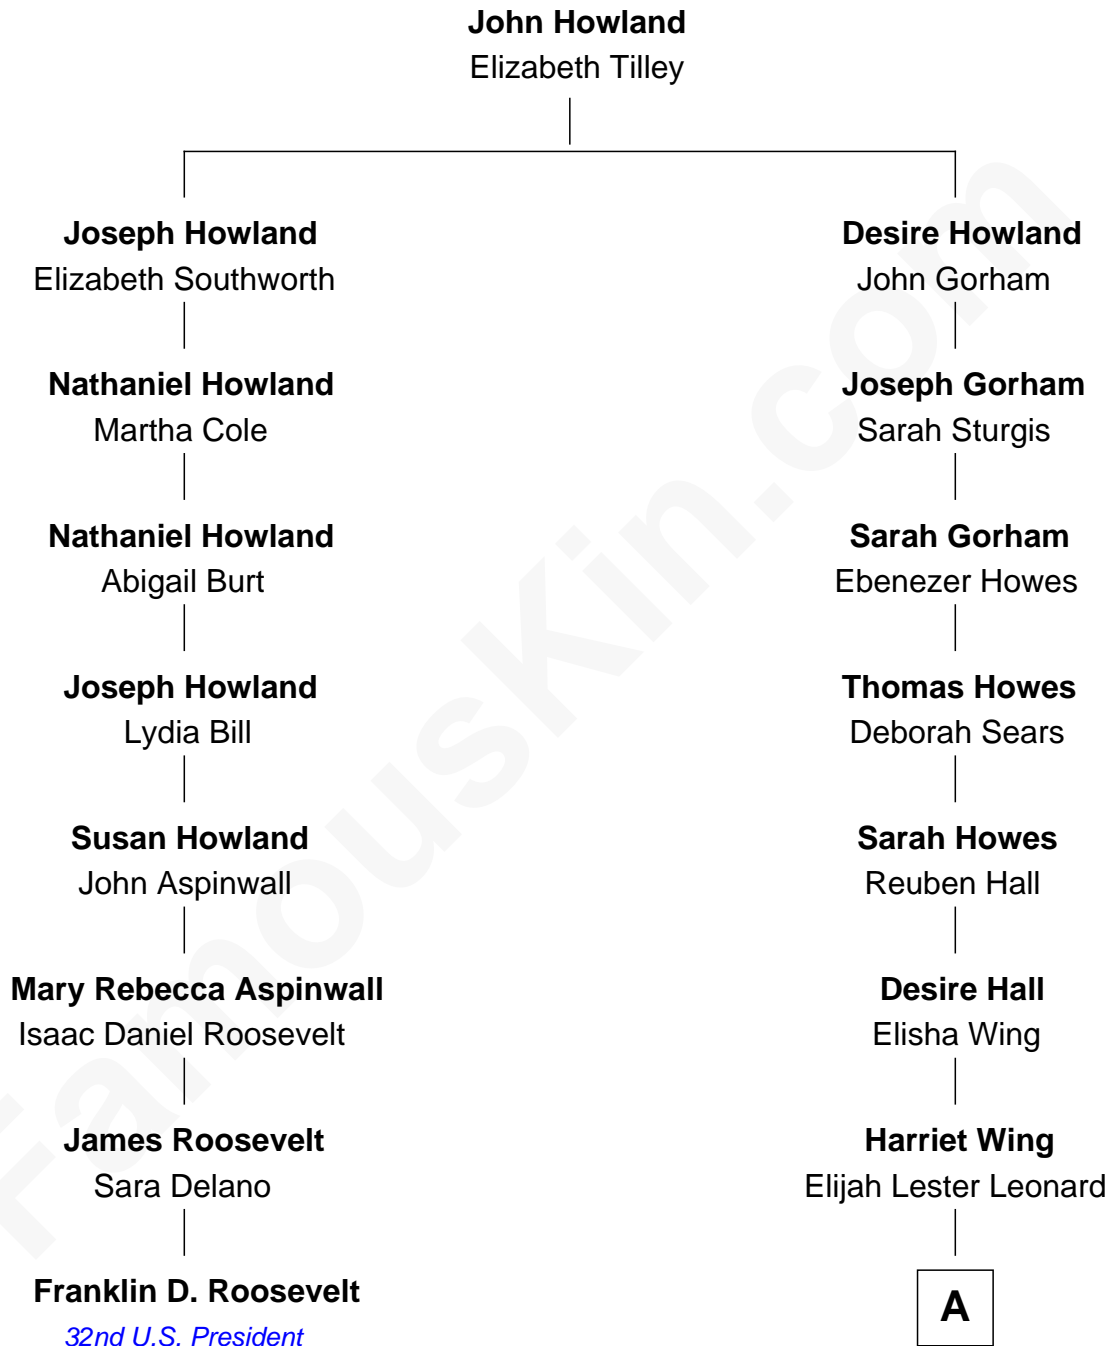 John Howland
Elizabeth Tilley
Joseph Howland
Elizabeth Southworth
Desire Howland
John Gorham
Nathaniel Howland
Martha Cole
Joseph Gorham
Sarah Sturgis
Nathaniel Howland
Abigail Burt
Sarah Gorham
Ebenezer Howes
Joseph Howland
Lydia Bill
Thomas Howes
Deborah Sears
Susan Howland
John Aspinwall
Sarah Howes
Reuben Hall
Mary Rebecca Aspinwall
Isaac Daniel Roosevelt
Desire Hall
Elisha Wing
James Roosevelt
Sara Delano
Harriet Wing
Elijah Lester Leonard
Franklin D. Roosevelt
32nd U.S. President
A
FamousKin.com